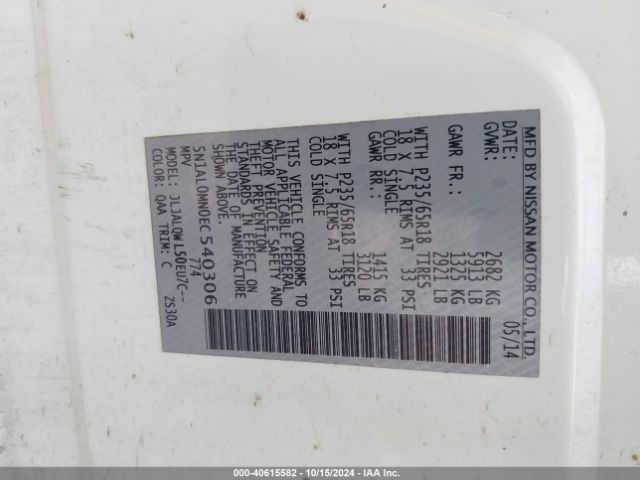 MFD BY NISSAN MOTOR CO., LTD.
DATE: 05/14
GVWR: 2682 KG
5913 LB
GAWR FR: 1325 KG
2921 LB
WITH P235/65R18 TIRES
18 X 7.5 RIMS AT 33 PSI
COLD SINGLE
GAWR RR: 1415 KG
3120 LB
WITH P235/65R18 TIRES
18 X 7.5 RIMS AT 33 PSI
COLD SINGLE
THIS VEHICLE CONFORMS TO
ALL APPLICABLE FEDERAL
MOTOR VEHICLE SAFETY AND
THEFT PREVENTION
STANDARDS IN EFFECT ON
THE DATE OF MANUFACTURE
SHOWN ABOVE.
5N1AL0MN0EC540306
MPV 774
MODEL: JLJALQWL50EU7C--
COLOR: QAA TRIM: C ZS30A
000-40615582 - 10/15/2024 - IAA Inc.